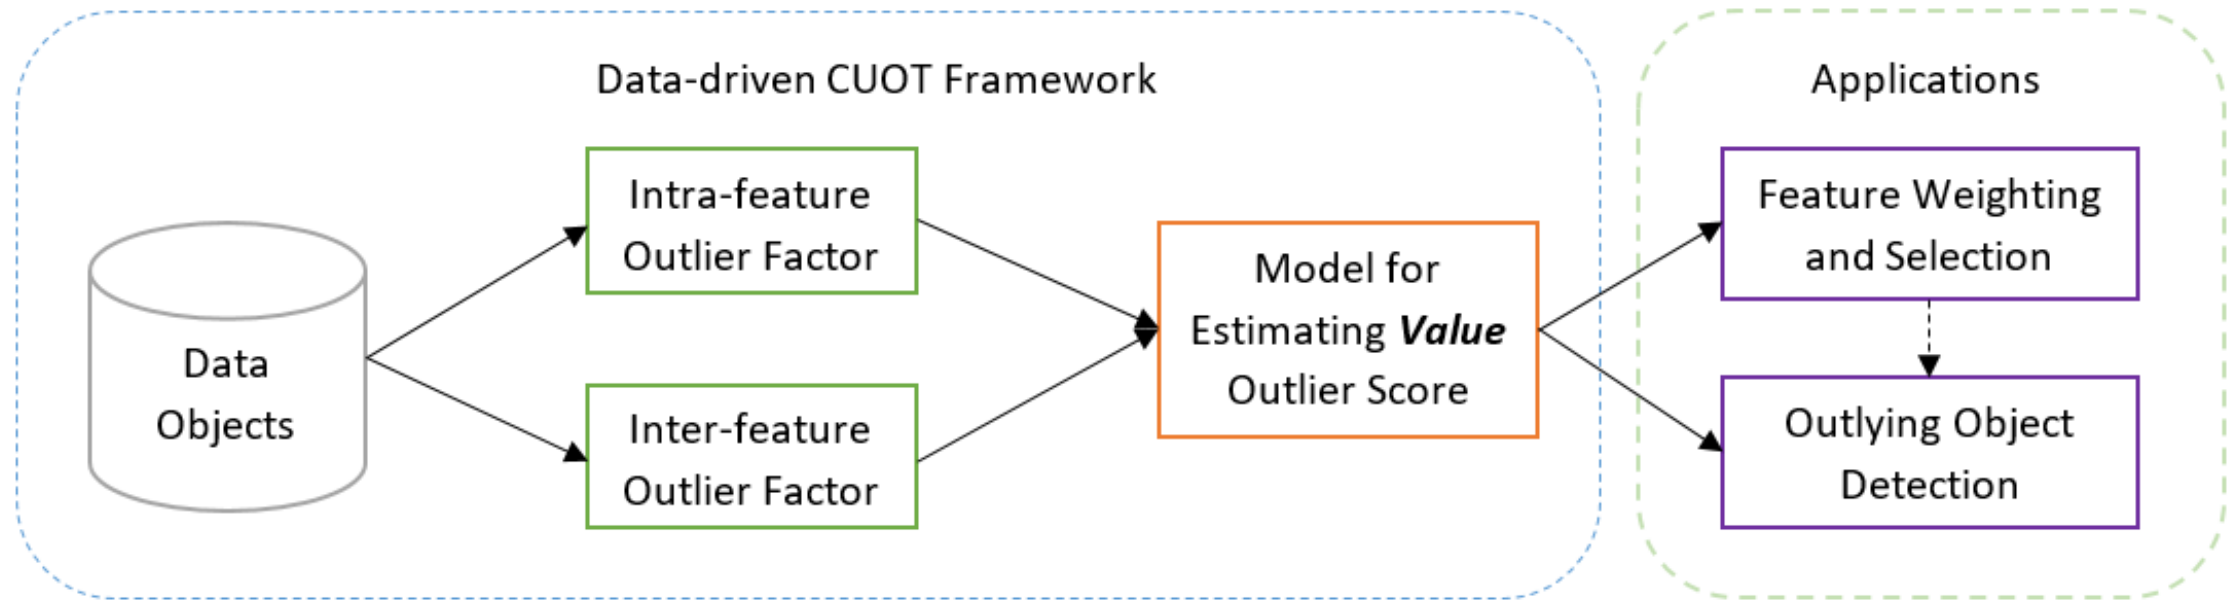 Data-driven CUOT Framework
Data
Objects
Intra-feature
Outlier Factor
Inter-feature
Outlier Factor
Model for
Estimating Value
Outlier Score
Applications
Feature Weighting
and Selection
Outlying Object
Detection